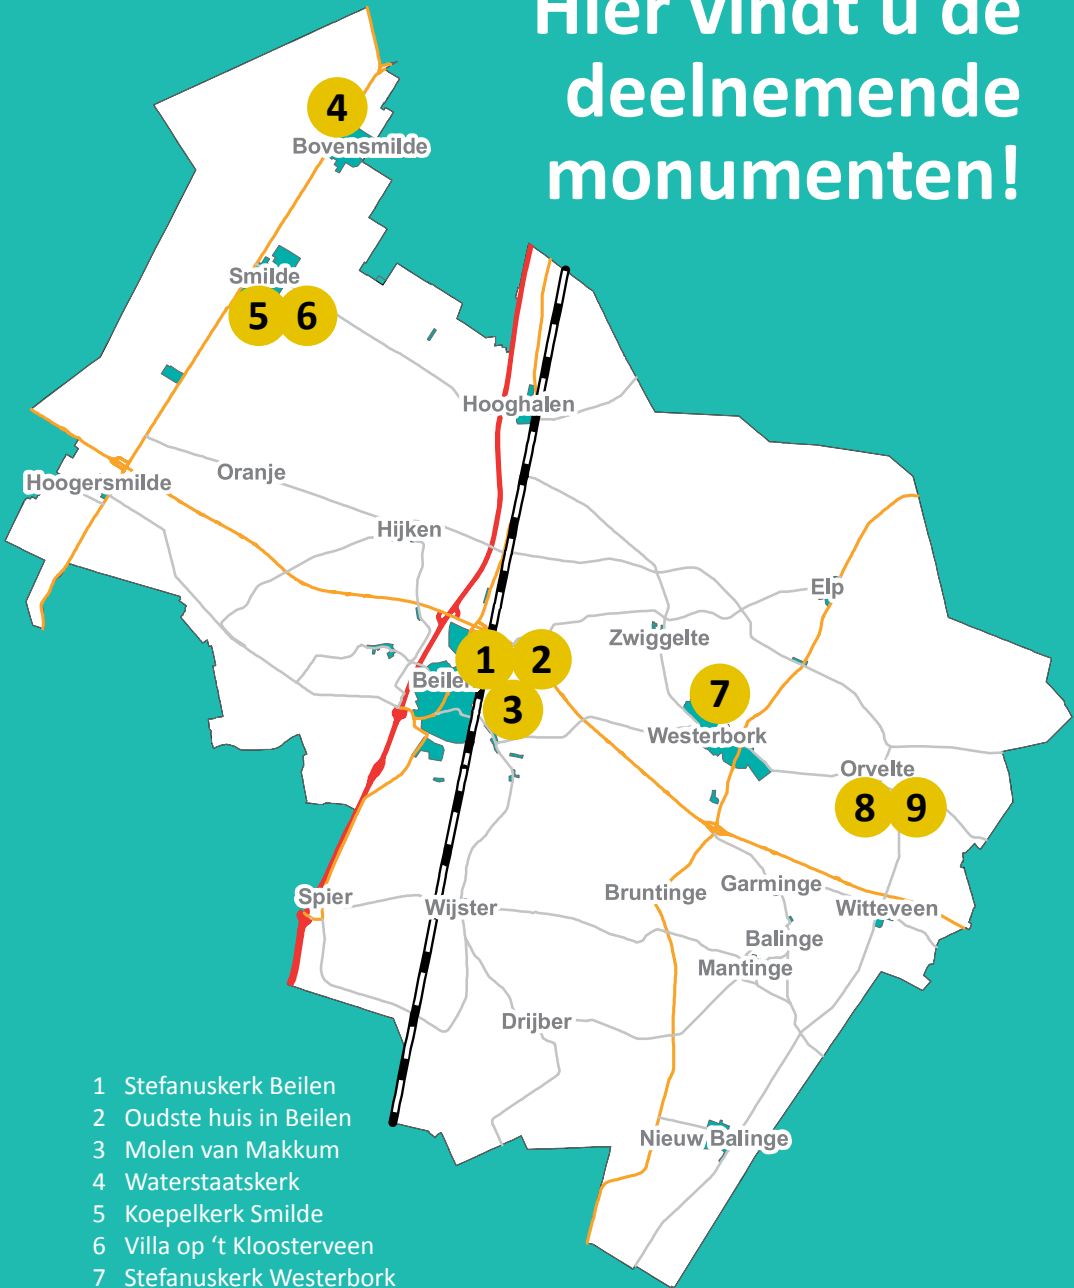 Hier vindt u de
deelnemende
monumenten!
4
Bovensmilde
Smilde
5 6
Hooghalen
Oranje
Hoogersmilde
Hijken
Elp
Zwiggelte
1 2
Beilen
7
3
Westerbork
Orvelte
8 9
Garminge
Bruntinge
Spier
Wijster
Witteveen
Balinge
Mantinge
Drijber
Nieuw Balinge
1 Stefanuskerk Beilen
2 Oudste huis in Beilen
3 Molen van Makkum
4 Waterstaatskerk
5 Koepelkerk Smilde
6 Villa op ‘t Kloosterveen
7 Stefanuskerk Westerbork